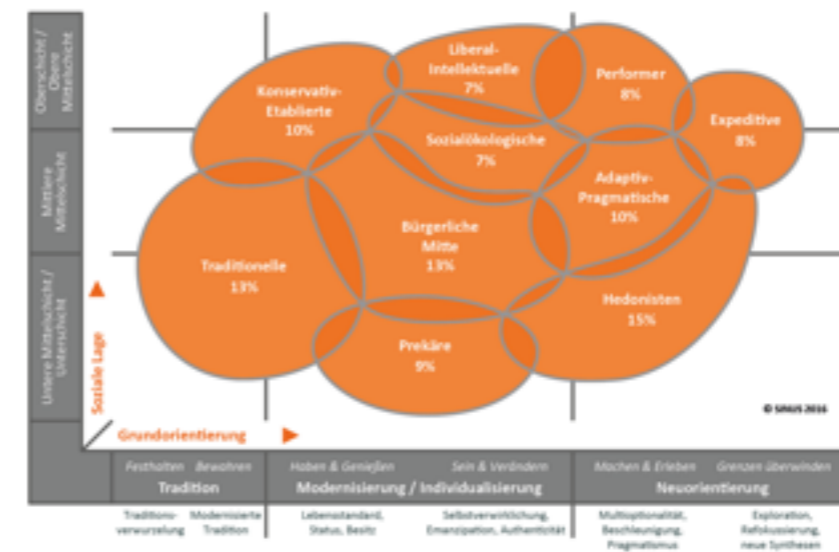 Oberschicht /
Obere
Mittelschicht
Mittlere
Mittelschicht
Untere Mittelschicht /
Unterschicht
Soziale Lage
Konservativ-
Etablierte
10%
Liberal-
Intellektuelle
7%
Performer
8%
Expeditive
8%
Sozialökologische
7%
Adaptiv-
Pragmatische
10%
Bürgerliche
Mitte
13%
Traditionelle
13%
Hedonisten
15%
Prekäre
9%
© SINUS 2016
Grundorientierung
Festhalten Bewahren
Tradition
Haben & Genießen Sein & Verändern
Modernisierung / Individualisierung
Machen & Erleben Grenzen überwinden
Neuorientierung
Traditions-
verwurzelung
Modernisierte
Tradition
Lebensstandard,
Status, Besitz
Selbstverwirklichung,
Emanzipation, Authentizität
Multioptionalität,
Beschleunigung,
Pragmatismus
Exploration,
Refokussierung,
neue Synthesen